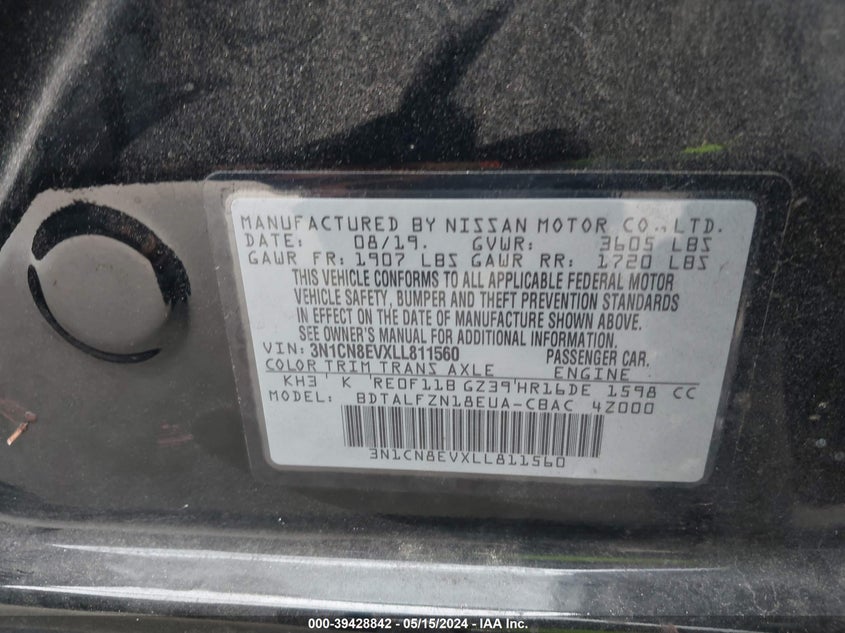 MANUFACTURED BY NISSAN MOTOR CO.,LTD.
DATE: 08/19. GVWR: 3605 LBS
GAWR FR: 1907 LBS GAWR RR: 1720 LBS
THIS VEHICLE CONFORMS TO ALL APPLICABLE FEDERAL MOTOR
VEHICLE SAFETY, BUMPER AND THEFT PREVENTION STANDARDS
IN EFFECT ON THE DATE OF MANUFACTURE SHOWN ABOVE.
SEE OWNER'S MANUAL FOR ADDITIONAL INFORMATION.
VIN: 3N1CN8EVXLL811560 PASSENGER CAR.
COLOR TRIM TRANS AXLE ENGINE
KH3 K RE0F11B GZ39 HR16DE 1598 CC
MODEL: BDTALFZN18EUA-CBAC 4Z000
3N1CN8EVXLL811560
000-39428842 - 05/15/2024 - IAA Inc.